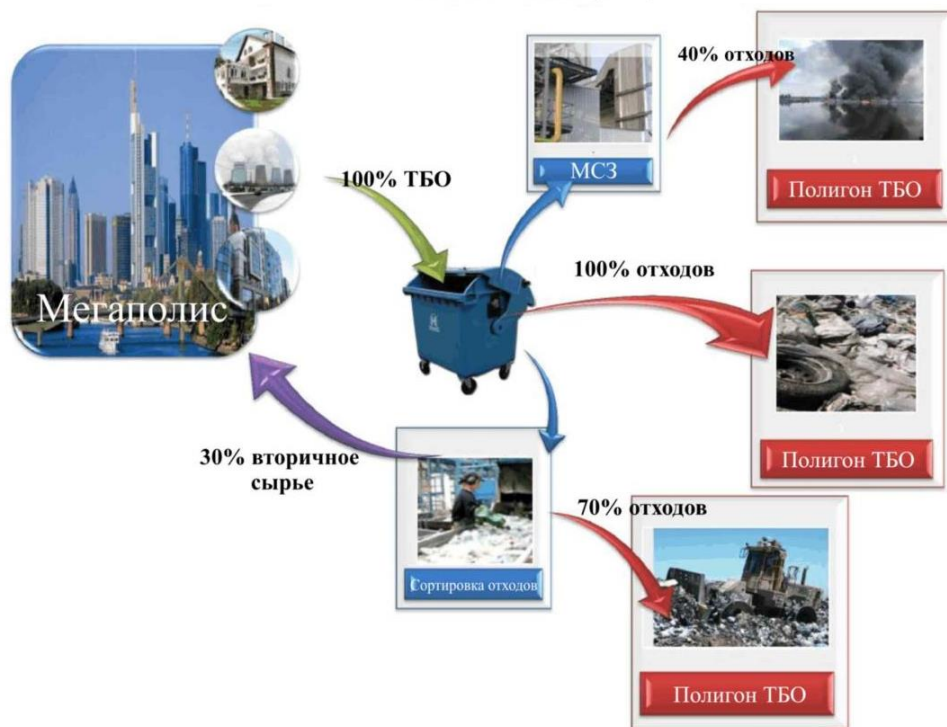 40% отходов
100% ТБО
МСЗ
Полигон ТБО
100% отходов
Мегаполис
30% вторичное
сырье
Полигон ТБО
70% отходов
Сортировка отходов
Полигон ТБО